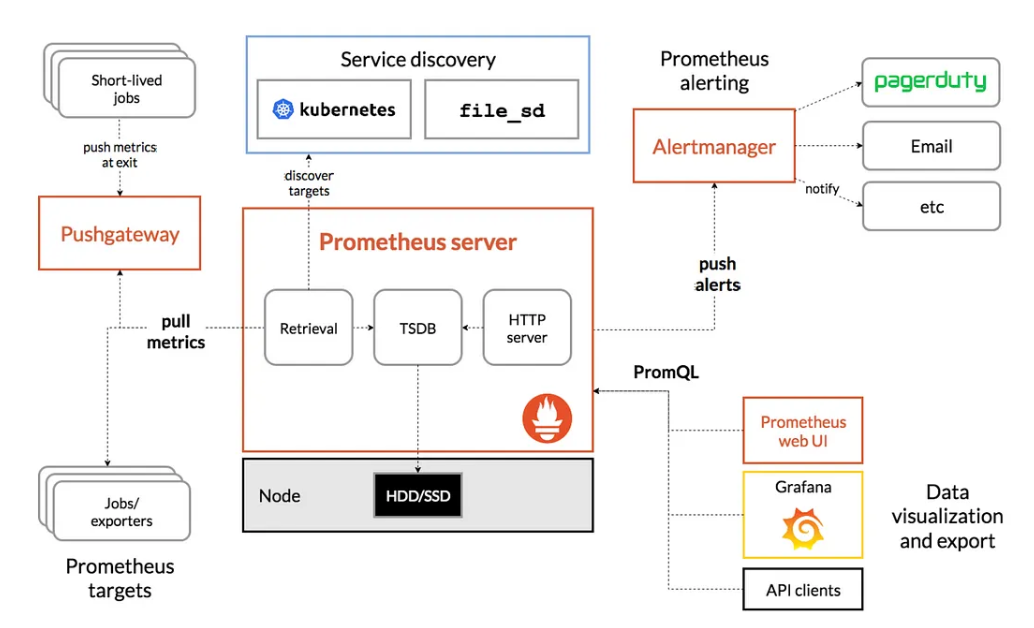 Short-lived
jobs
push metrics
at exit
Pushgateway
pull
metrics
Jobs/
exporters
Prometheus
targets
Service discovery
kubernetes
file_sd
discover
targets
Prometheus server
Retrieval
TSDB
HTTP
server
Node
HDD/SSD
Prometheus
alerting
Alertmanager
pagerduty
Email
notify
etc
push
alerts
PromQL
Prometheus
web UI
Grafana
API clients
Data
visualization
and export